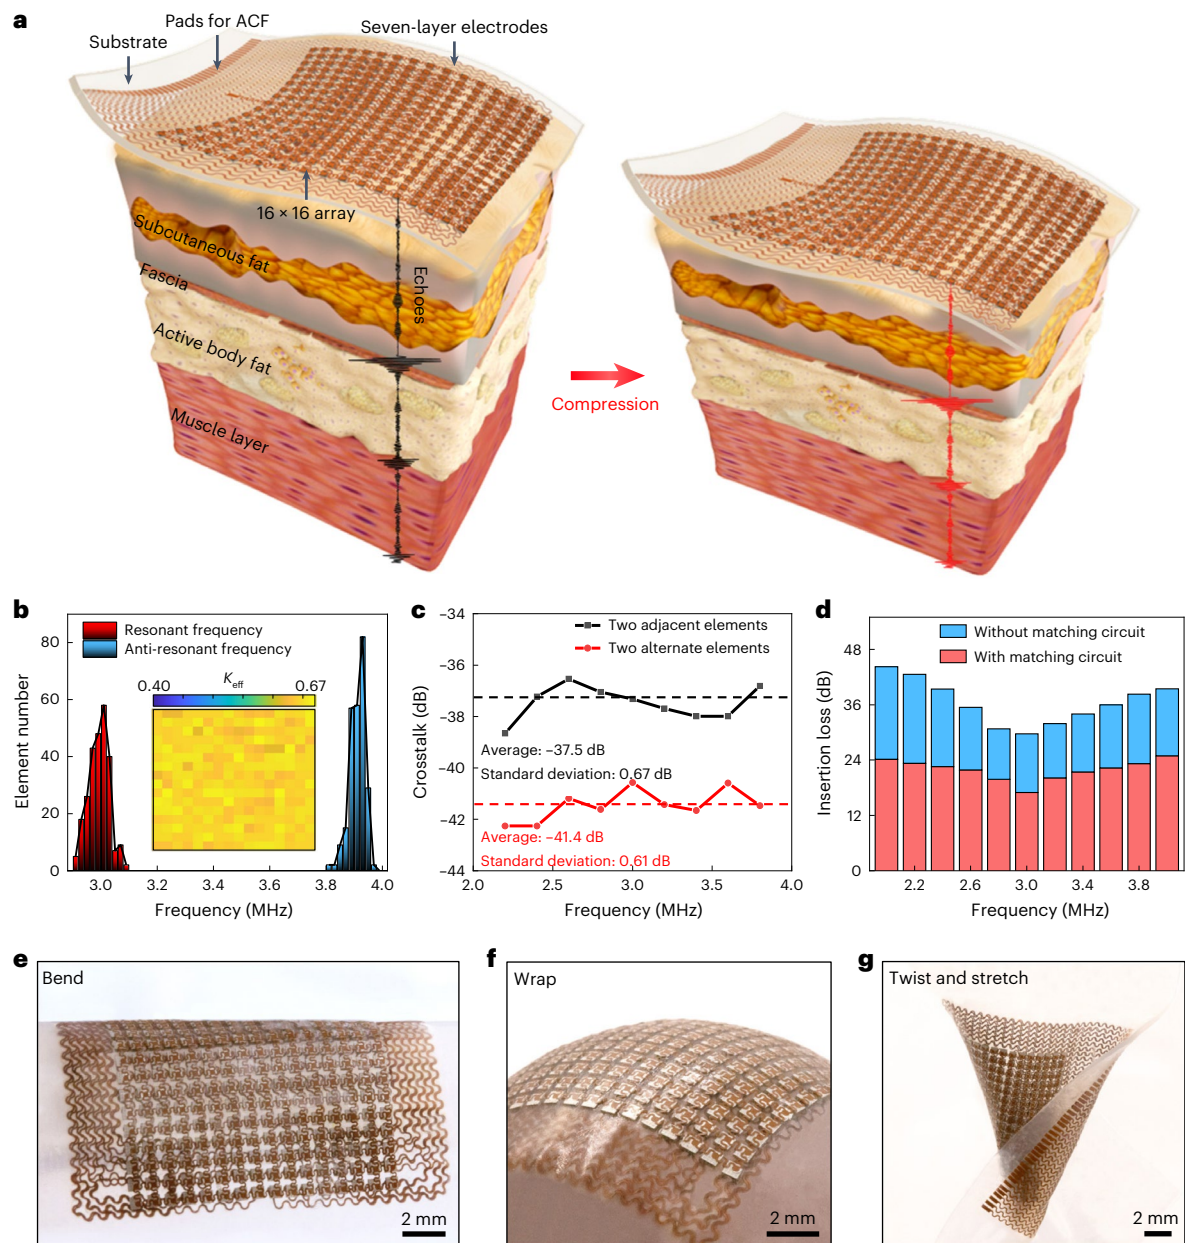 a
Pads for ACF
Substrate
Seven-layer electrodes
16 × 16 array
Subcutaneous fat
Echoes
Fascia
Active body fat
Muscle layer
Compression
b
Resonant frequency
Anti-resonant frequency
Keff
0.40
0.67
Element number
80
60
40
20
0
3.0
3.2
3.4
3.6
3.8
4.0
Frequency (MHz)
c
Two adjacent elements
Two alternate elements
Crosstalk (dB)
−34
−36
−38
−40
−42
−44
Average: −37.5 dB
Standard deviation: 0.67 dB
Average: −41.4 dB
Standard deviation: 0.61 dB
2.0
2.5
3.0
3.5
4.0
Frequency (MHz)
d
Without matching circuit
With matching circuit
Insertion loss (dB)
48
36
24
12
0
2.2
2.6
3.0
3.4
3.8
Frequency (MHz)
e
Bend
2 mm
f
Wrap
2 mm
g
Twist and stretch
2 mm